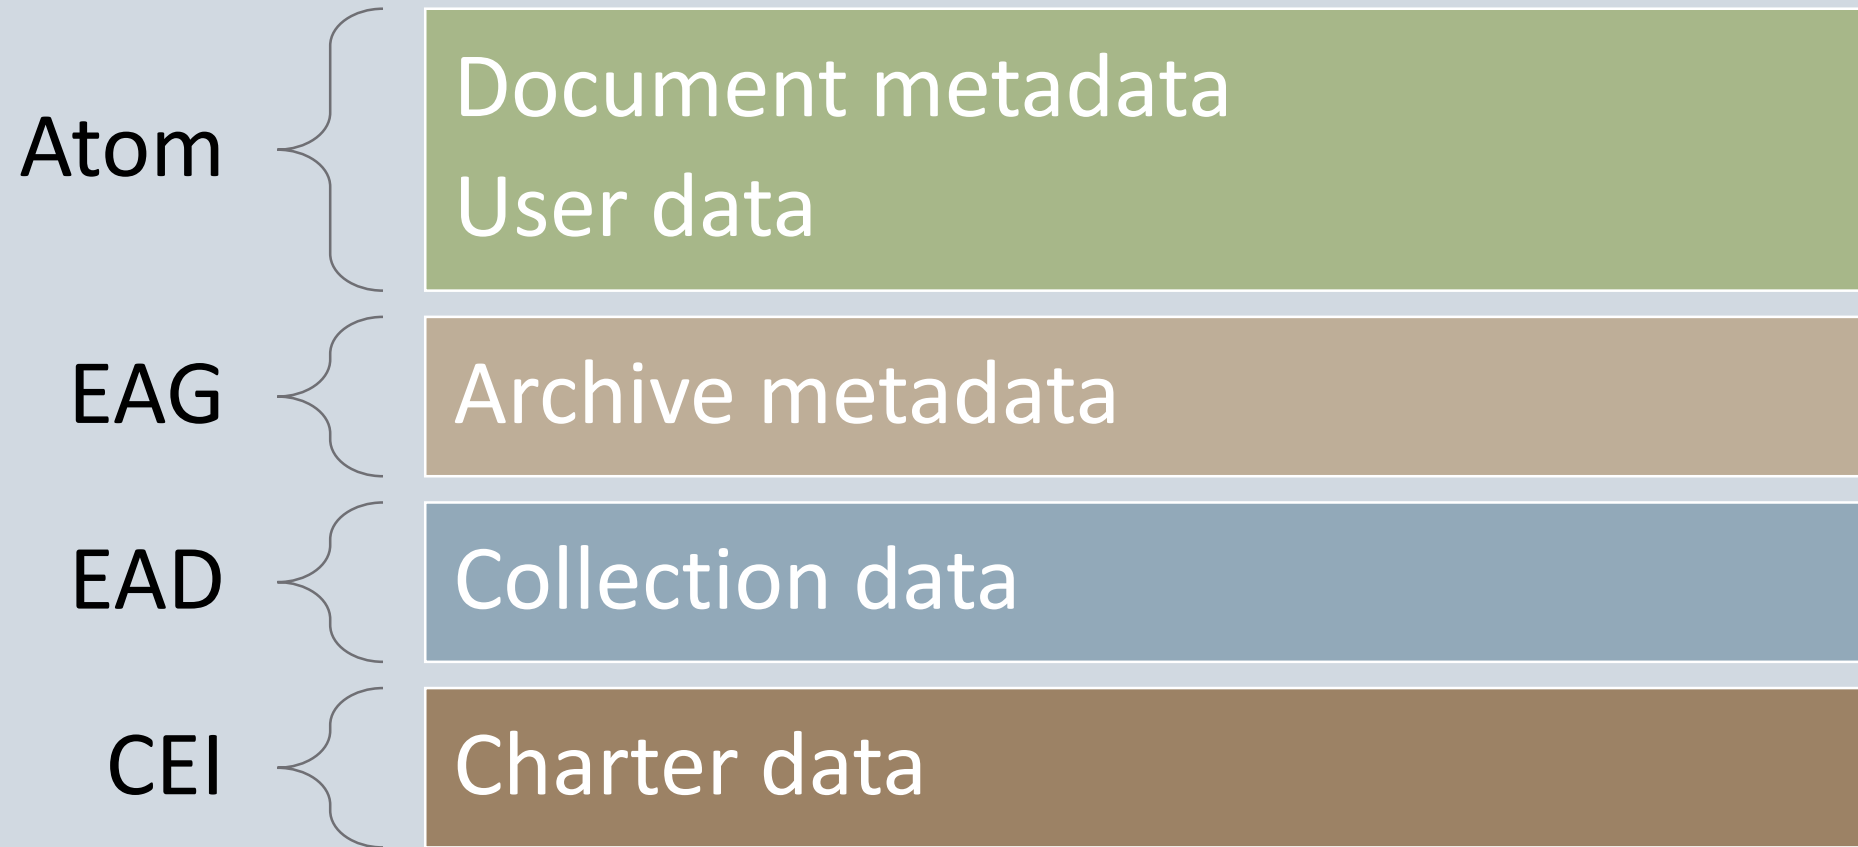 Atom
Document metadata
User data
EAG
Archive metadata
EAD
Collection data
CEI
Charter data